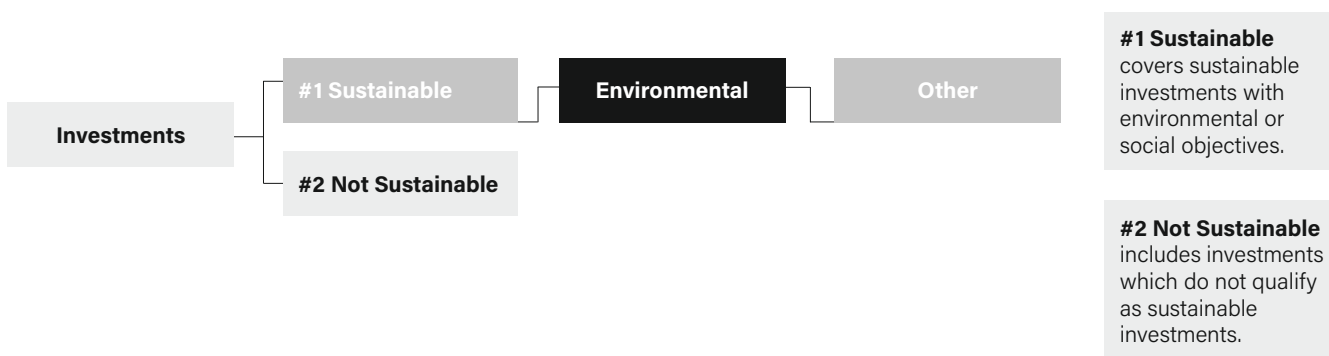 Investments
#1 Sustainable
#2 Not Sustainable
Environmental
Other
#1 Sustainable
covers sustainable
investments with
environmental or
social objectives.
#2 Not Sustainable
includes investments
which do not qualify
as sustainable
investments.